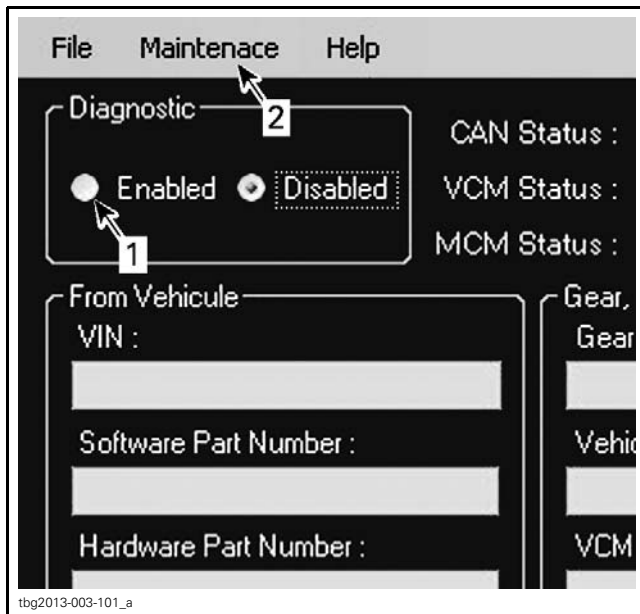 File Maintenace Help
Diagnostic
2
CAN Status :
Enabled Disabled
VCM Status :
1
MCM Status :
From Vehicule
Gear,
VIN :
Gear
Software Part Number :
Vehic
Hardware Part Number :
VCM
tbg2013-003-101_a